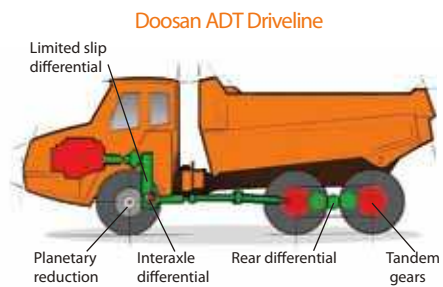 Doosan ADT Driveline
Limited slip
differential
Planetary
reduction
Interaxle
differential
Rear differential
Tandem
gears